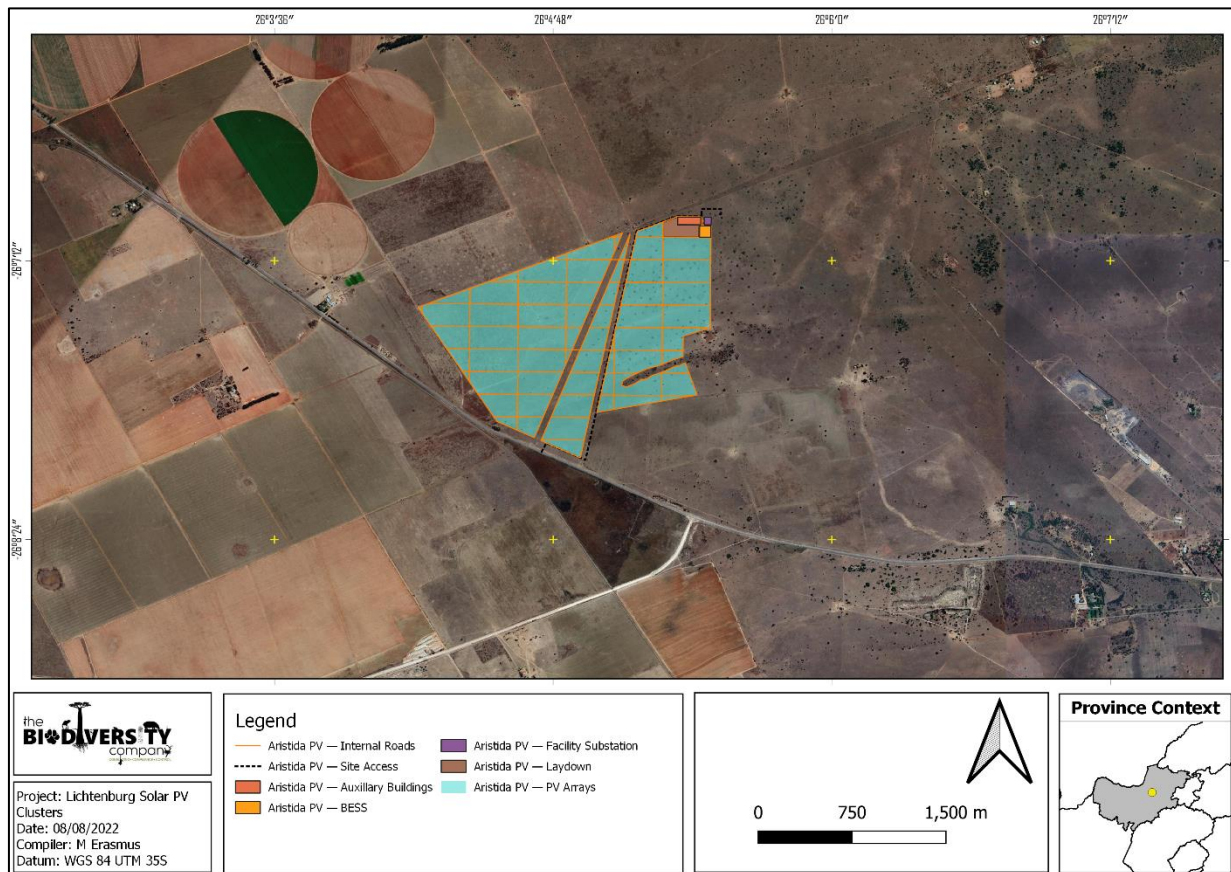 26°3'36"
26°4'48"
26°6'0"
26°7'12"
-26°7'12"
-26°8'24"
the
BIODIVERSITY
company
Project: Lichtenburg Solar PV
Clusters
Date: 08/08/2022
Compiler: M Erasmus
Datum: WGS 84 UTM 35S
Legend
Aristida PV — Internal Roads
Aristida PV — Site Access
Aristida PV — Auxillary Buildings
Aristida PV — BESS
Aristida PV — Facility Substation
Aristida PV — Laydown
Aristida PV — PV Arrays
0 750 1,500 m
Province Context